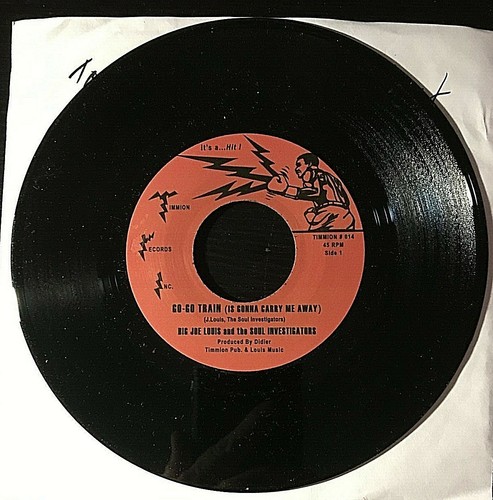 It's a...Hit!
TIMMION
RECORDS
INC.
TIMMION # 014
45 RPM
Side 1
GO-GO TRAIN (IS GONNA CARRY ME AWAY)
(J.Louis, The Soul Investigators)
BIG JOE LOUIS and the SOUL INVESTIGATORS
Produced By Didier
Timmion Pub. & Louis Music